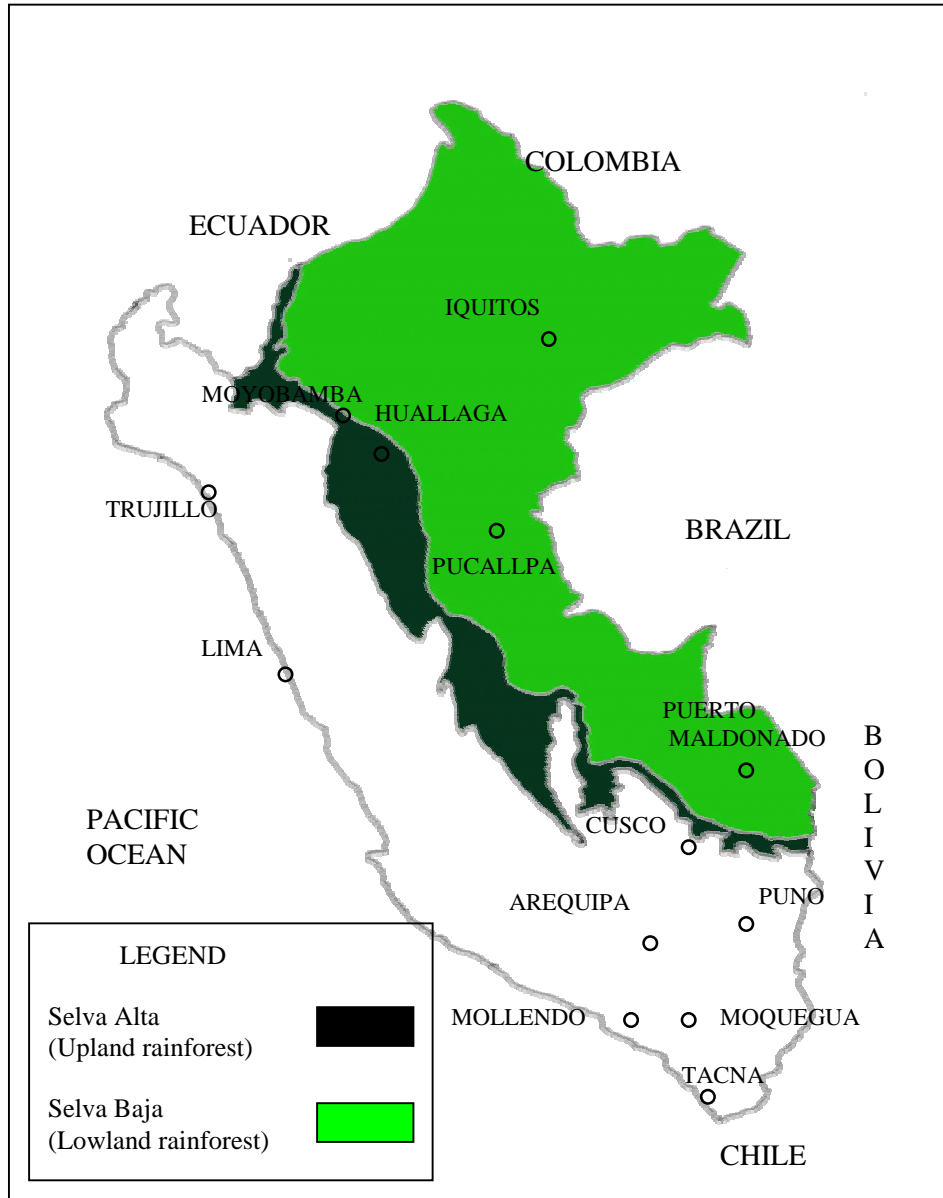 COLOMBIA
ECUADOR
IQUITOS
MOYOBAMBA
HUALLAGA
TRUJILLO
BRAZIL
PUCALLPA
LIMA
PUERTO
MALDONADO
B
O
L
I
V
I
A
PACIFIC
OCEAN
CUSCO
PUNO
AREQUIPA
LEGEND
Selva Alta
(Upland rainforest)
MOLLENDO
MOQUEGUA
TACNA
Selva Baja
(Lowland rainforest)
CHILE